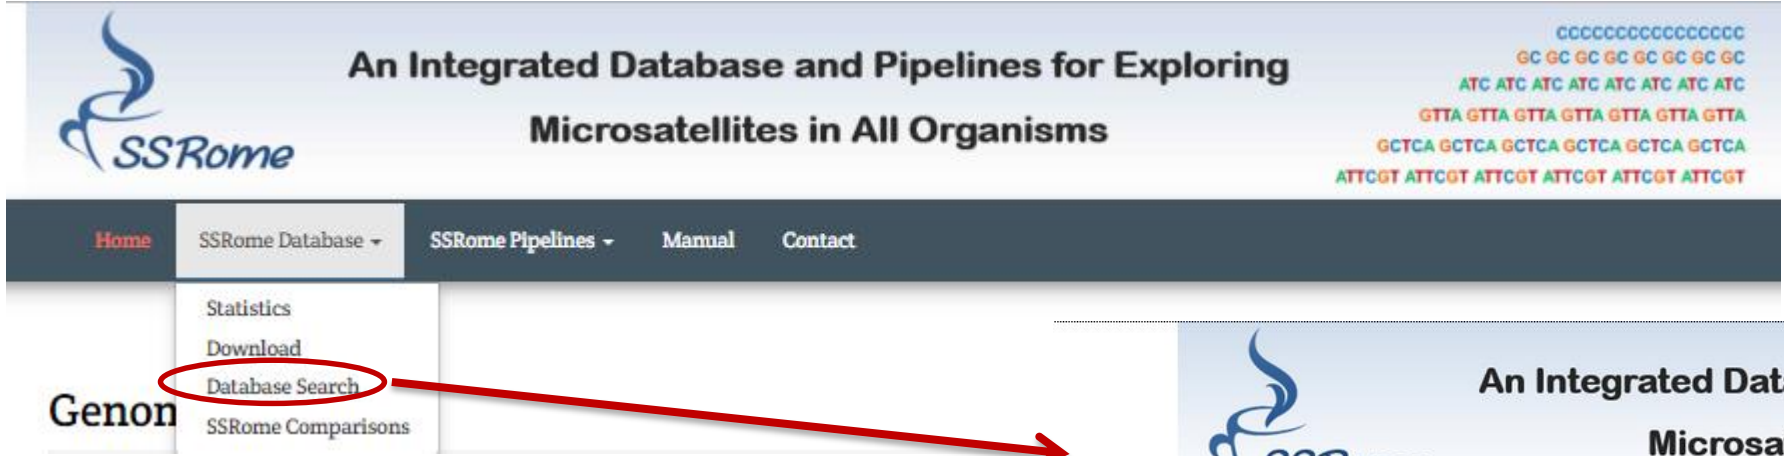 An Integrated Database and Pipelines for Exploring
Microsatellites in All Organisms
SSRome
CCCCCCCCCCCCCCCC
GC GC GC GC GC GC GC GC
ATC ATC ATC ATC ATC ATC ATC ATC
GTTA GTTA GTTA GTTA GTTA GTTA GTTA
GCTCA GCTCA GCTCA GCTCA GCTCA GCTCA
ATTCGT ATTCGT ATTCGT ATTCGT ATTCGT ATTCGT
Home SSRome Database SSRome Pipelines Manual Contact
Statistics
Download
Database Search
SSRome Comparisons
Genom
An Integrated Data
Microsa